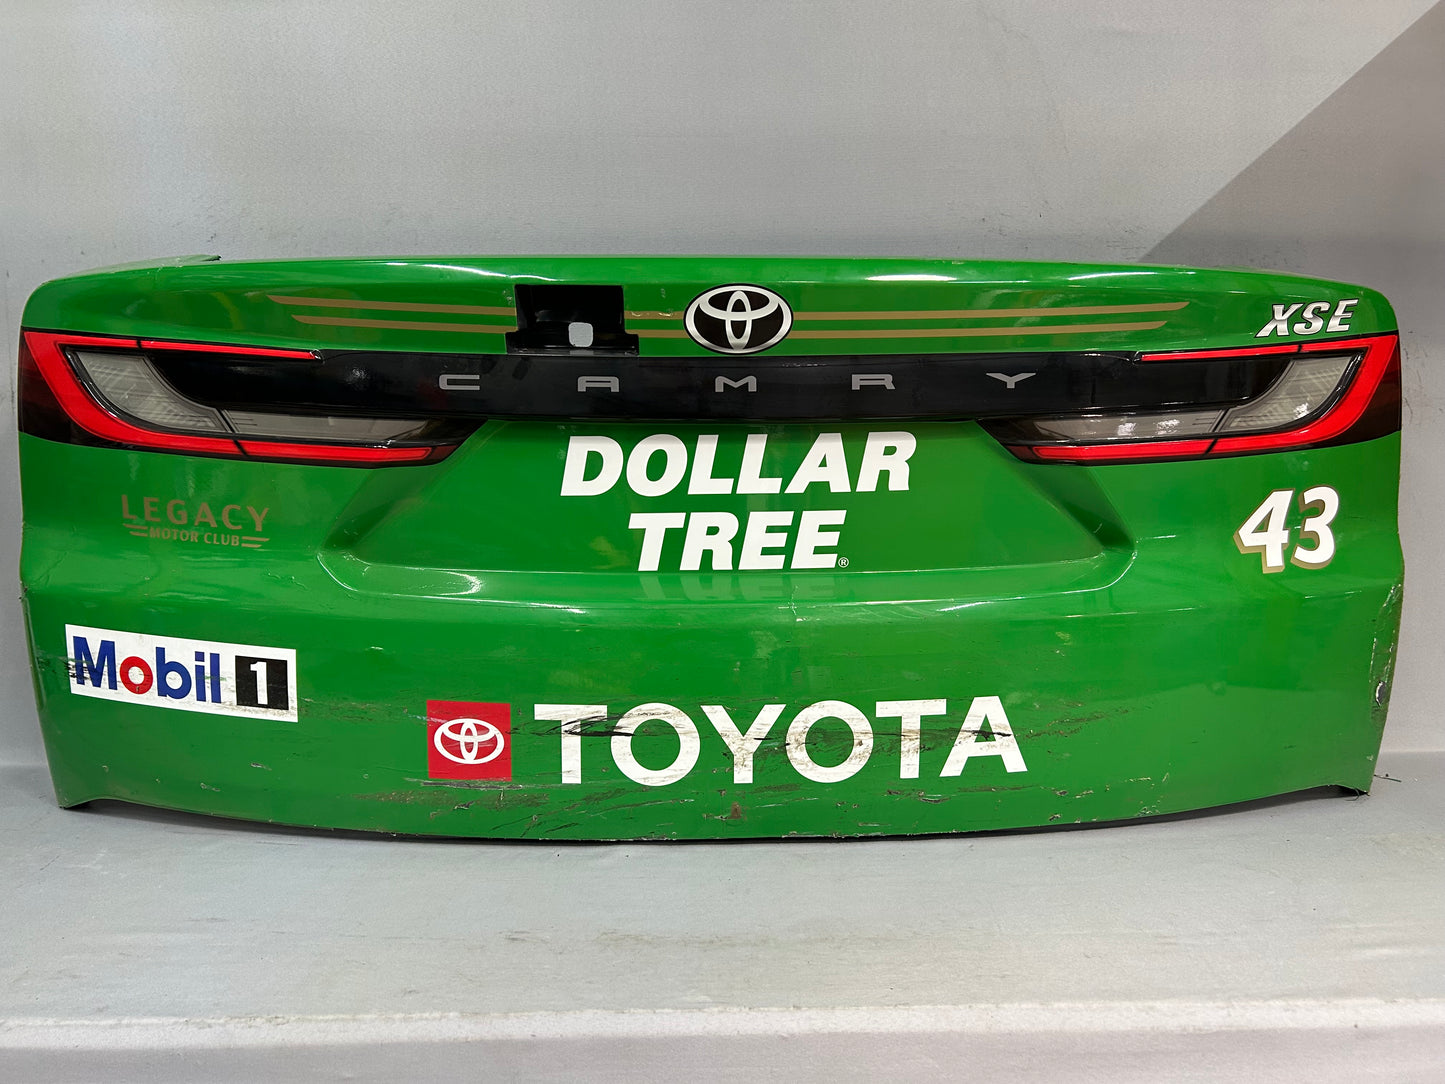 XSE
CAMRY
DOLLAR
TREE®
LEGACY
MOTOR CLUB
43
Mobil 1
TOYOTA